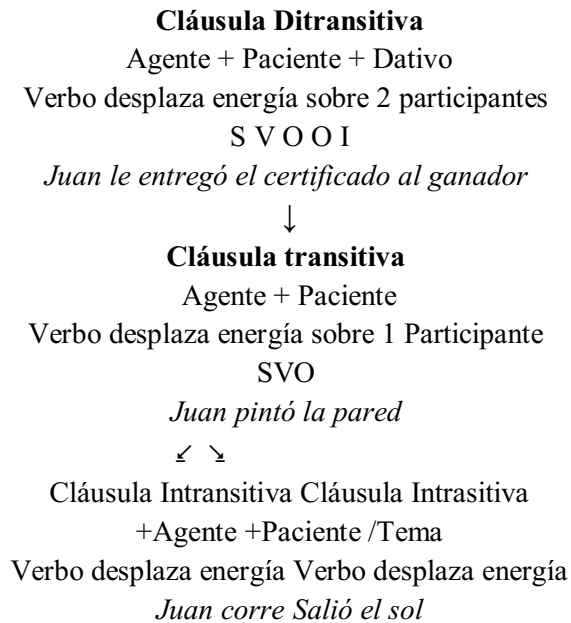 Cláusula Ditransitiva
Agente + Paciente + Dativo
Verbo desplaza energía sobre 2 participantes
S V O O I
Juan le entregó el certificado al ganador
↓
Cláusula transitiva
Agente + Paciente
Verbo desplaza energía sobre 1 Participante
SVO
Juan pintó la pared
↙ ↘
Cláusula Intransitiva Cláusula Intrasitiva
+Agente +Paciente /Tema
Verbo desplaza energía Verbo desplaza energía
Juan corre Salió el sol